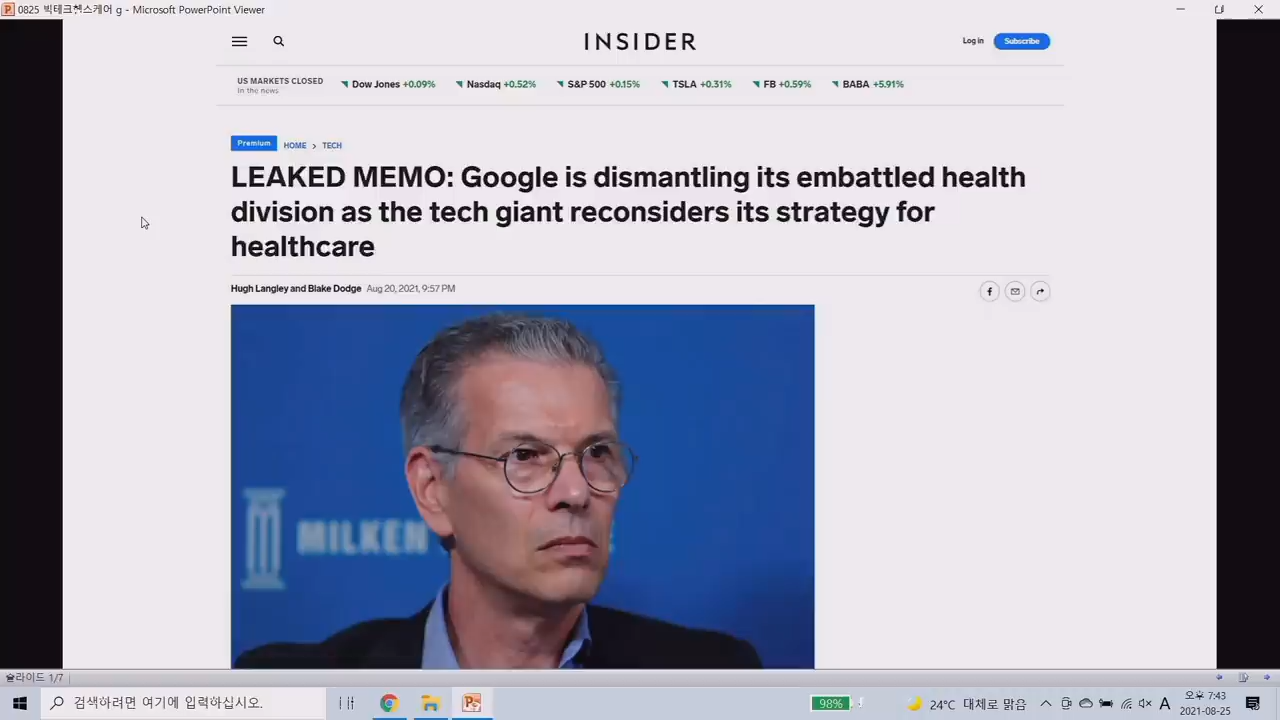 0825 빅테크헬스케어 g - Microsoft PowerPoint Viewer
INSIDER
Log in
Subscribe
US MARKETS CLOSED
In the news
Dow Jones +0.09%
Nasdaq +0.52%
S&P 500 +0.15%
TSLA +0.31%
FB +0.59%
BABA +5.91%
Premium
HOME > TECH
LEAKED MEMO: Google is dismantling its embattled health
division as the tech giant reconsiders its strategy for
healthcare
Hugh Langley and Blake Dodge Aug 20, 2021, 9:57 PM
MILKEN
슬라이드 1/7
검색하려면 여기에 입력하십시오.
98%
24°C 대체로 맑음
A
오후 7:43
2021-08-25